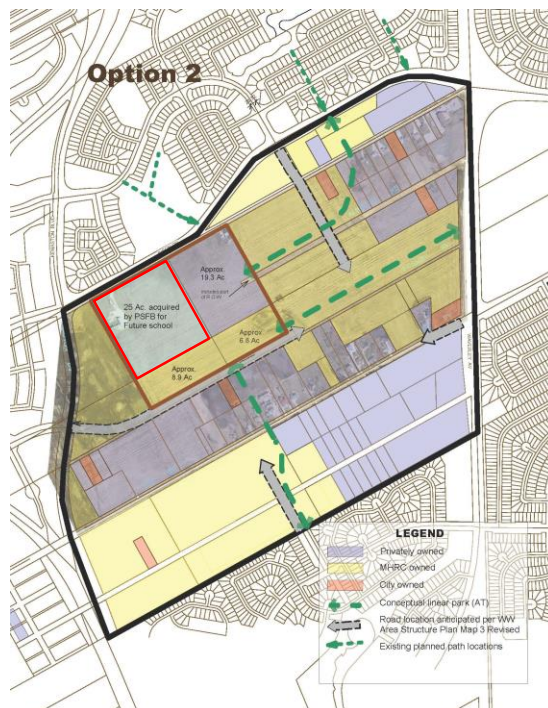 Option 2
Approx.
19.3 Ac
25 Ac. acquired
by PSFB for
Future school
Approx.
6.6 Ac
Approx.
8.9 Ac
LEGEND
Privately owned
MHRC owned
City owned
Conceptual linear park (AT)
Road location anticipated per WW
Area Structure Plan Map 3 Revised
Existing planned path locations